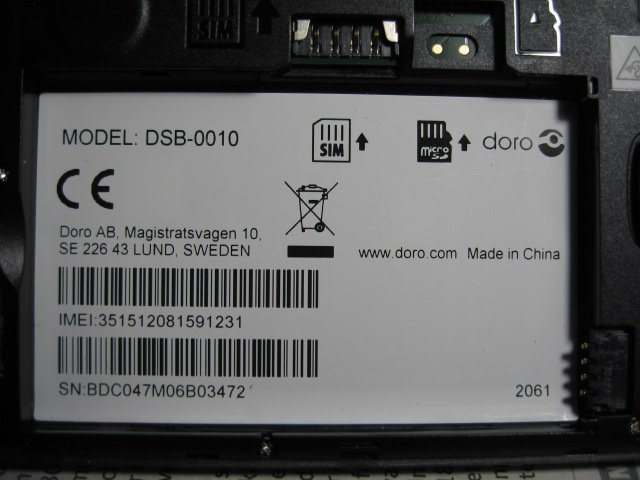 MODEL: DSB-0010
SIM
micro SD
doro
CE
Doro AB, Magistratsvagen 10,
SE 226 43 LUND, SWEDEN
www.doro.com Made in China
IMEI:351512081591231
SN:BDC047M06B03472
2061